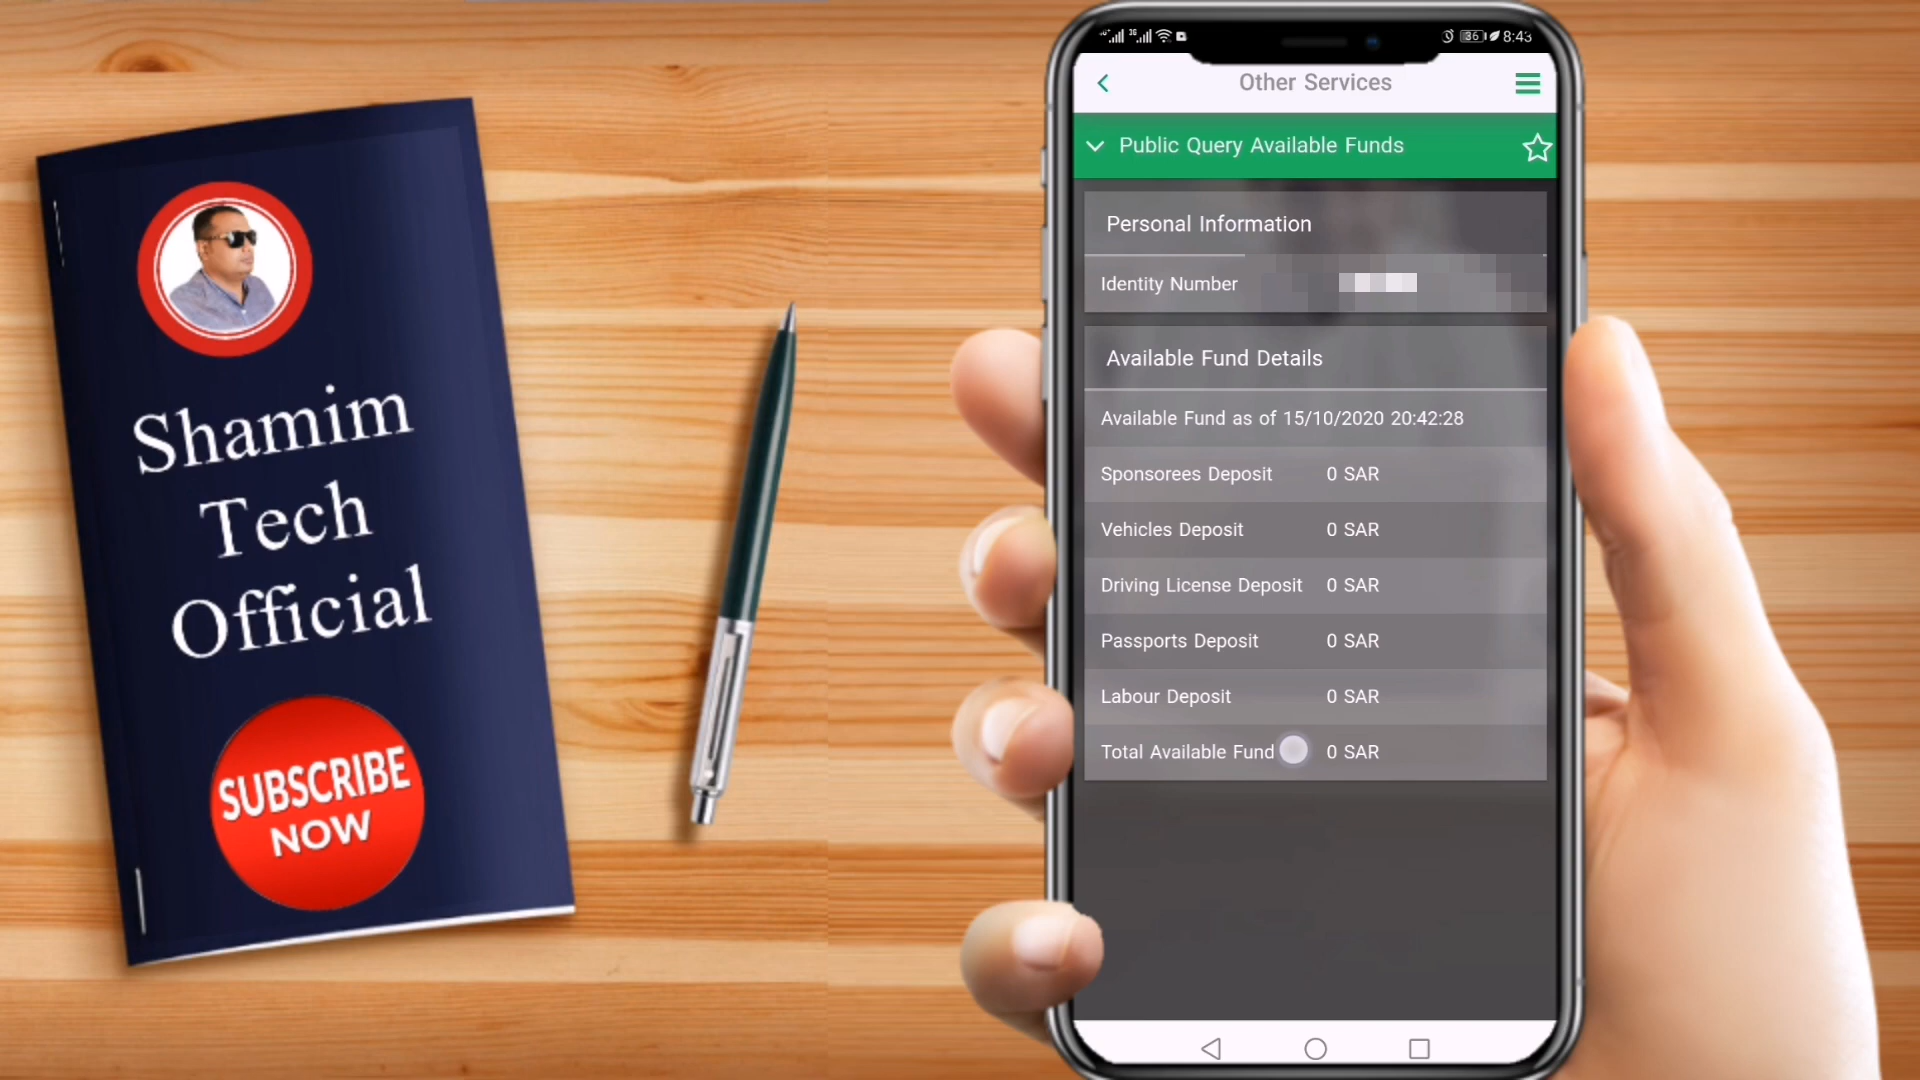 Shamim
Tech
Official
SUBSCRIBE
NOW
36
8:43
Other Services
Public Query Available Funds
Personal Information
Identity Number
Available Fund Details
Available Fund as of 15/10/2020 20:42:28
Sponsorees Deposit 0 SAR
Vehicles Deposit 0 SAR
Driving License Deposit 0 SAR
Passports Deposit 0 SAR
Labour Deposit 0 SAR
Total Available Fund 0 SAR